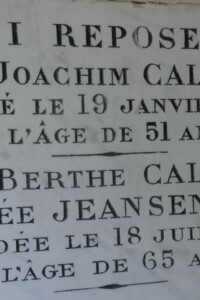 I REPOSE
JOACHIM CAL
É LE 19 JANVI
L'ÂGE DE 51 A
BERTHE CAL
ÉE JEANSEN
DÉE LE 18 JUI
L'ÂGE DE 65 A